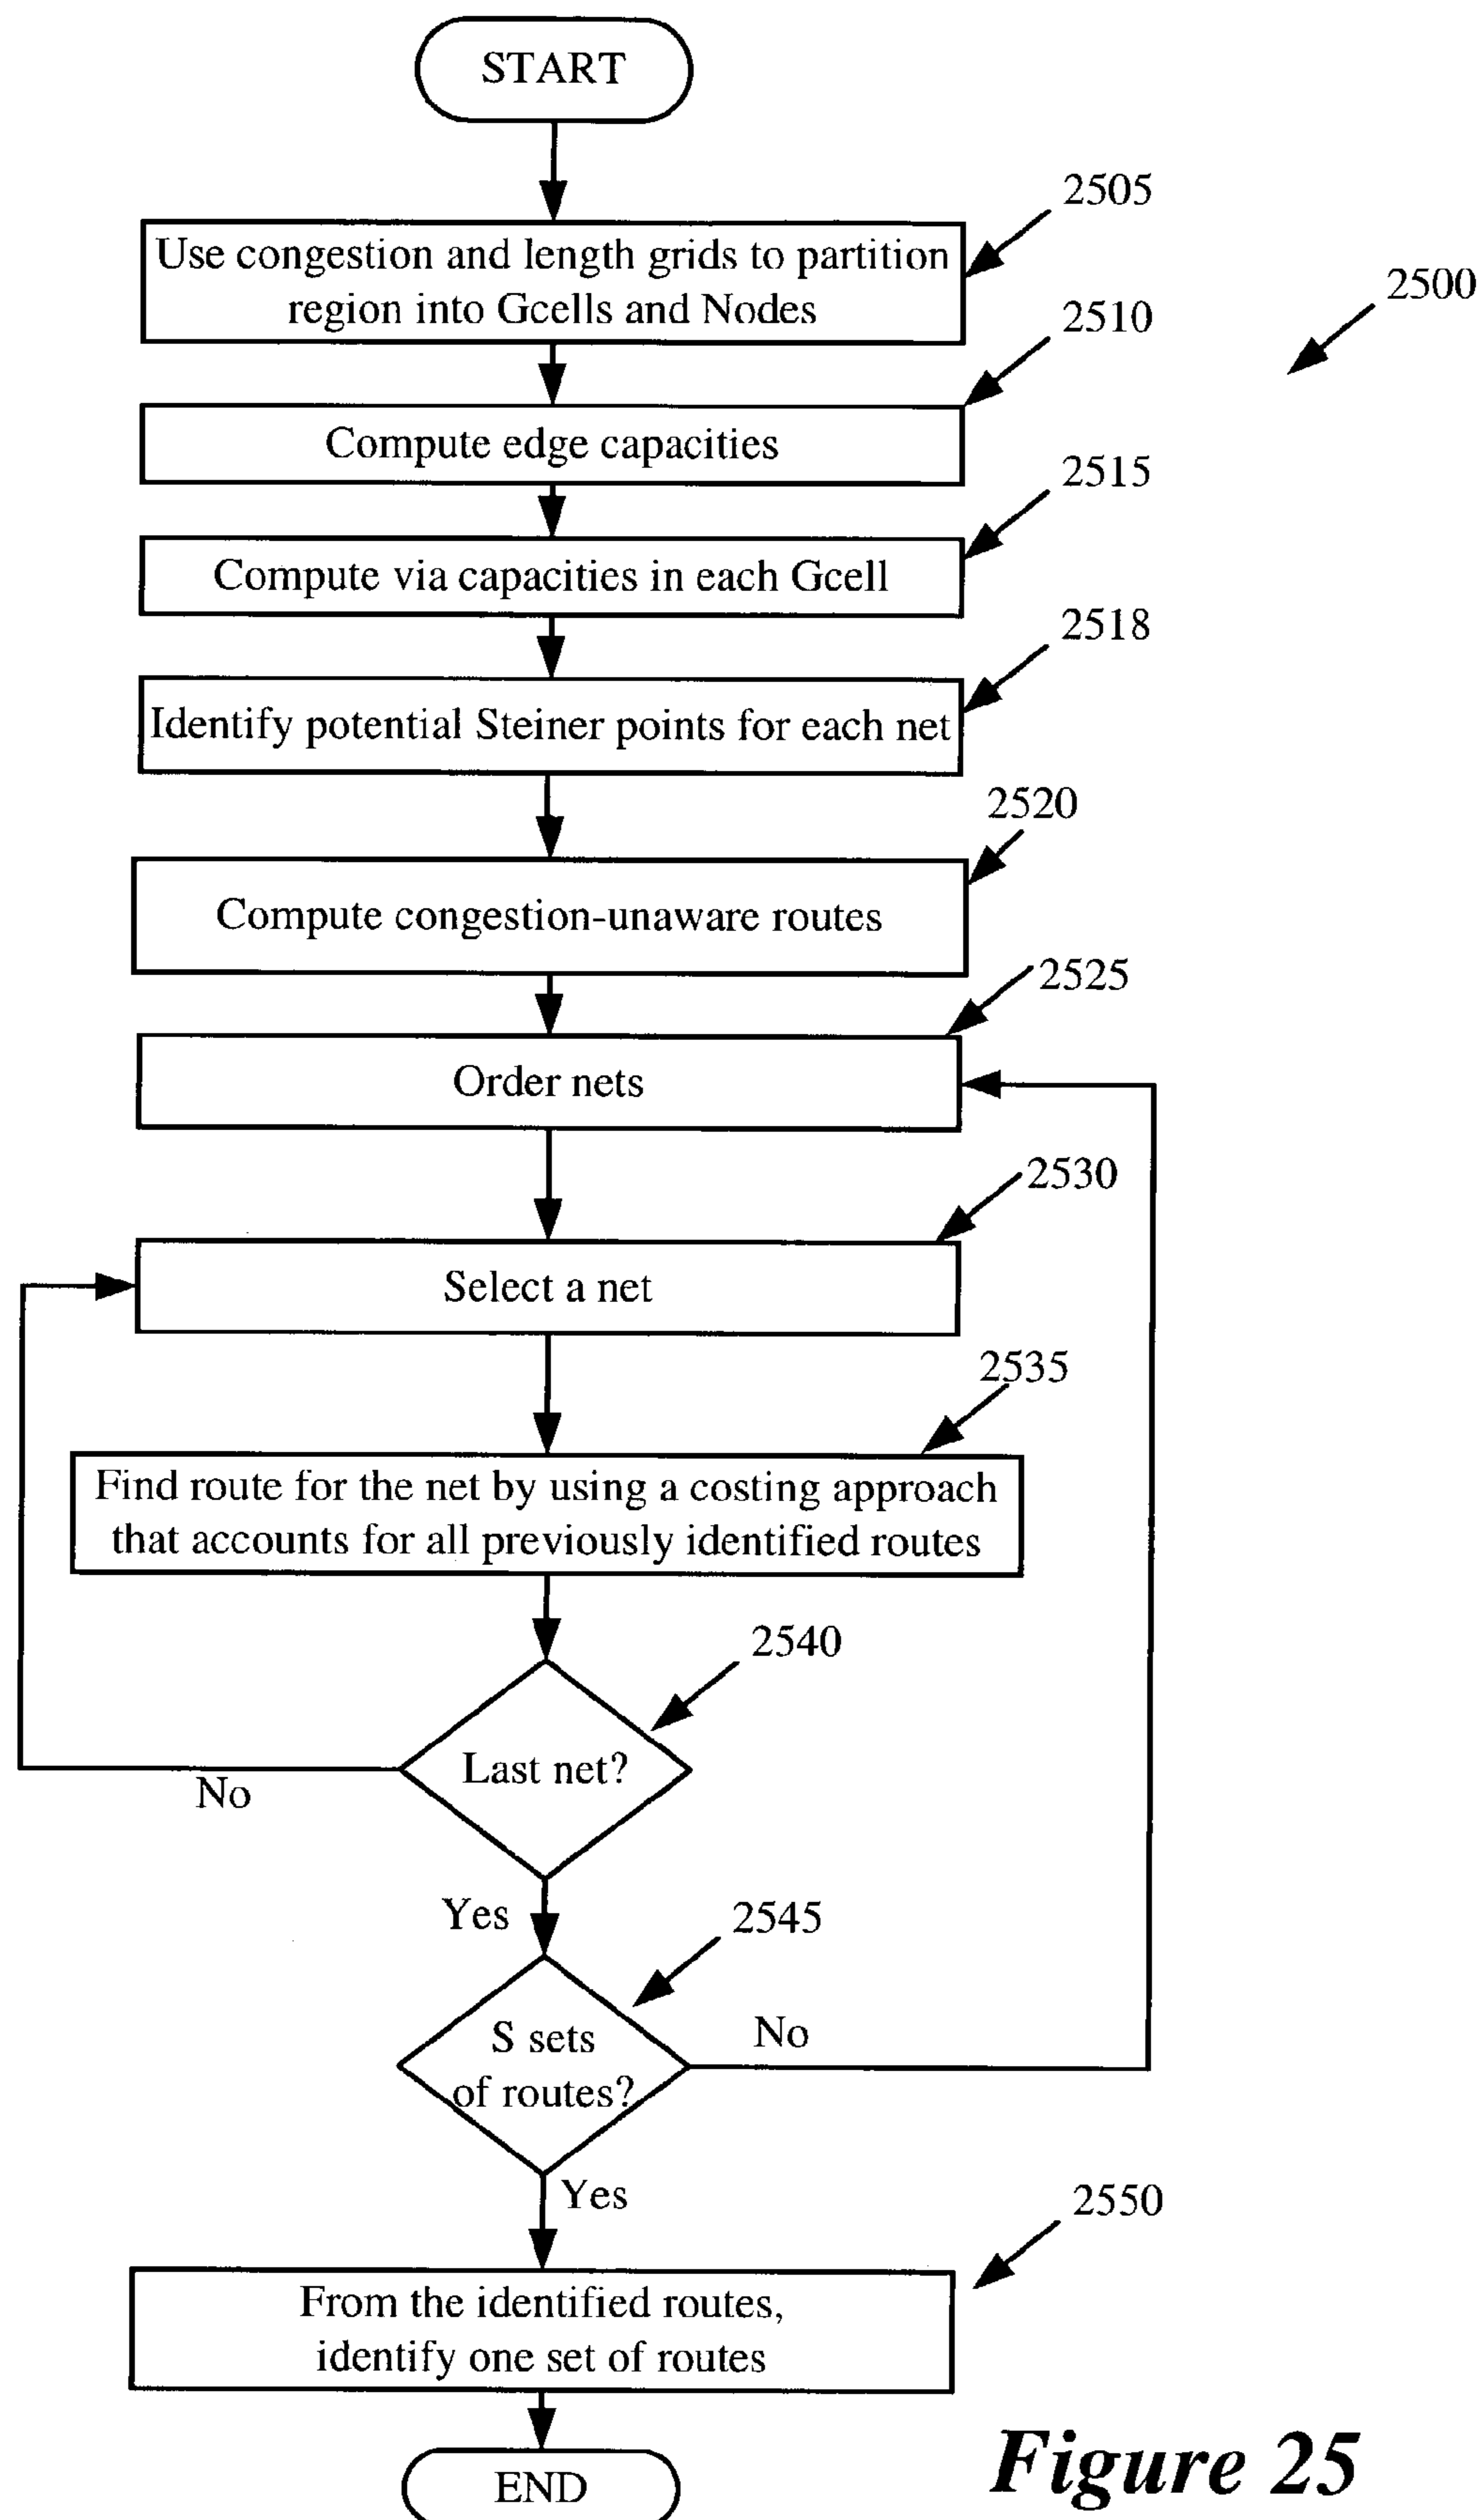 START
2505
Use congestion and length grids to partition
region into Gcells and Nodes
2500
2510
Compute edge capacities
2515
Compute via capacities in each Gcell
2518
Identify potential Steiner points for each net
2520
Compute congestion-unaware routes
2525
Order nets
2530
Select a net
2535
Find route for the net by using a costing approach
that accounts for all previously identified routes
2540
Last net?
No
Yes
2545
S sets
of routes?
No
Yes
2550
From the identified routes,
identify one set of routes
END
Figure 25